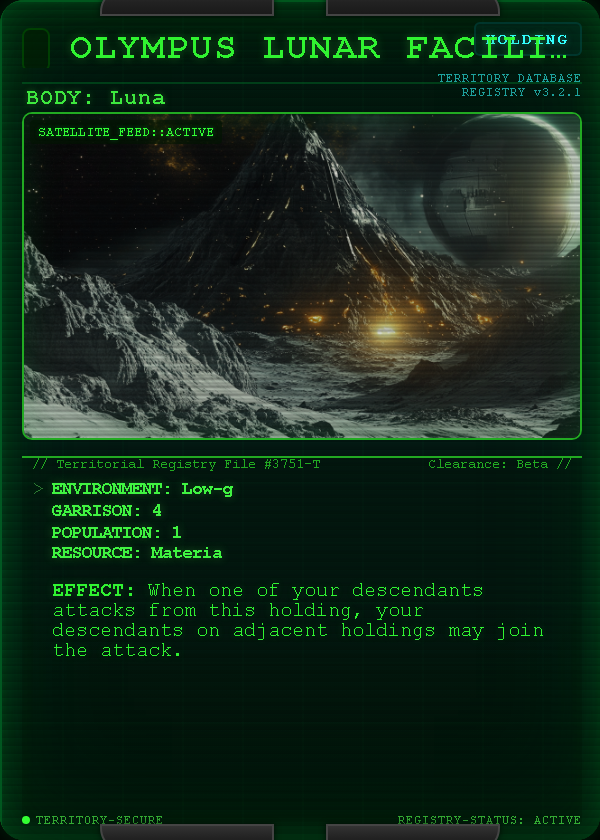 OLYMPUS LUNAR FACILI…
HOLDING
TERRITORY DATABASE
REGISTRY v3.2.1
BODY: Luna
SATELLITE_FEED::ACTIVE
// Territorial Registry File #3751-T
Clearance: Beta //
> ENVIRONMENT: Low-g
GARRISON: 4
POPULATION: 1
RESOURCE: Materia
EFFECT: When one of your descendants
attacks from this holding, your
descendants on adjacent holdings may join
the attack.
TERRITORY-SECURE
REGISTRY-STATUS: ACTIVE